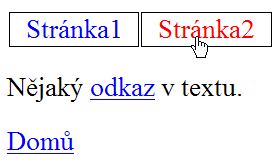 Stránka1 Stránka2
Nějaký odkaz v textu.
Domů